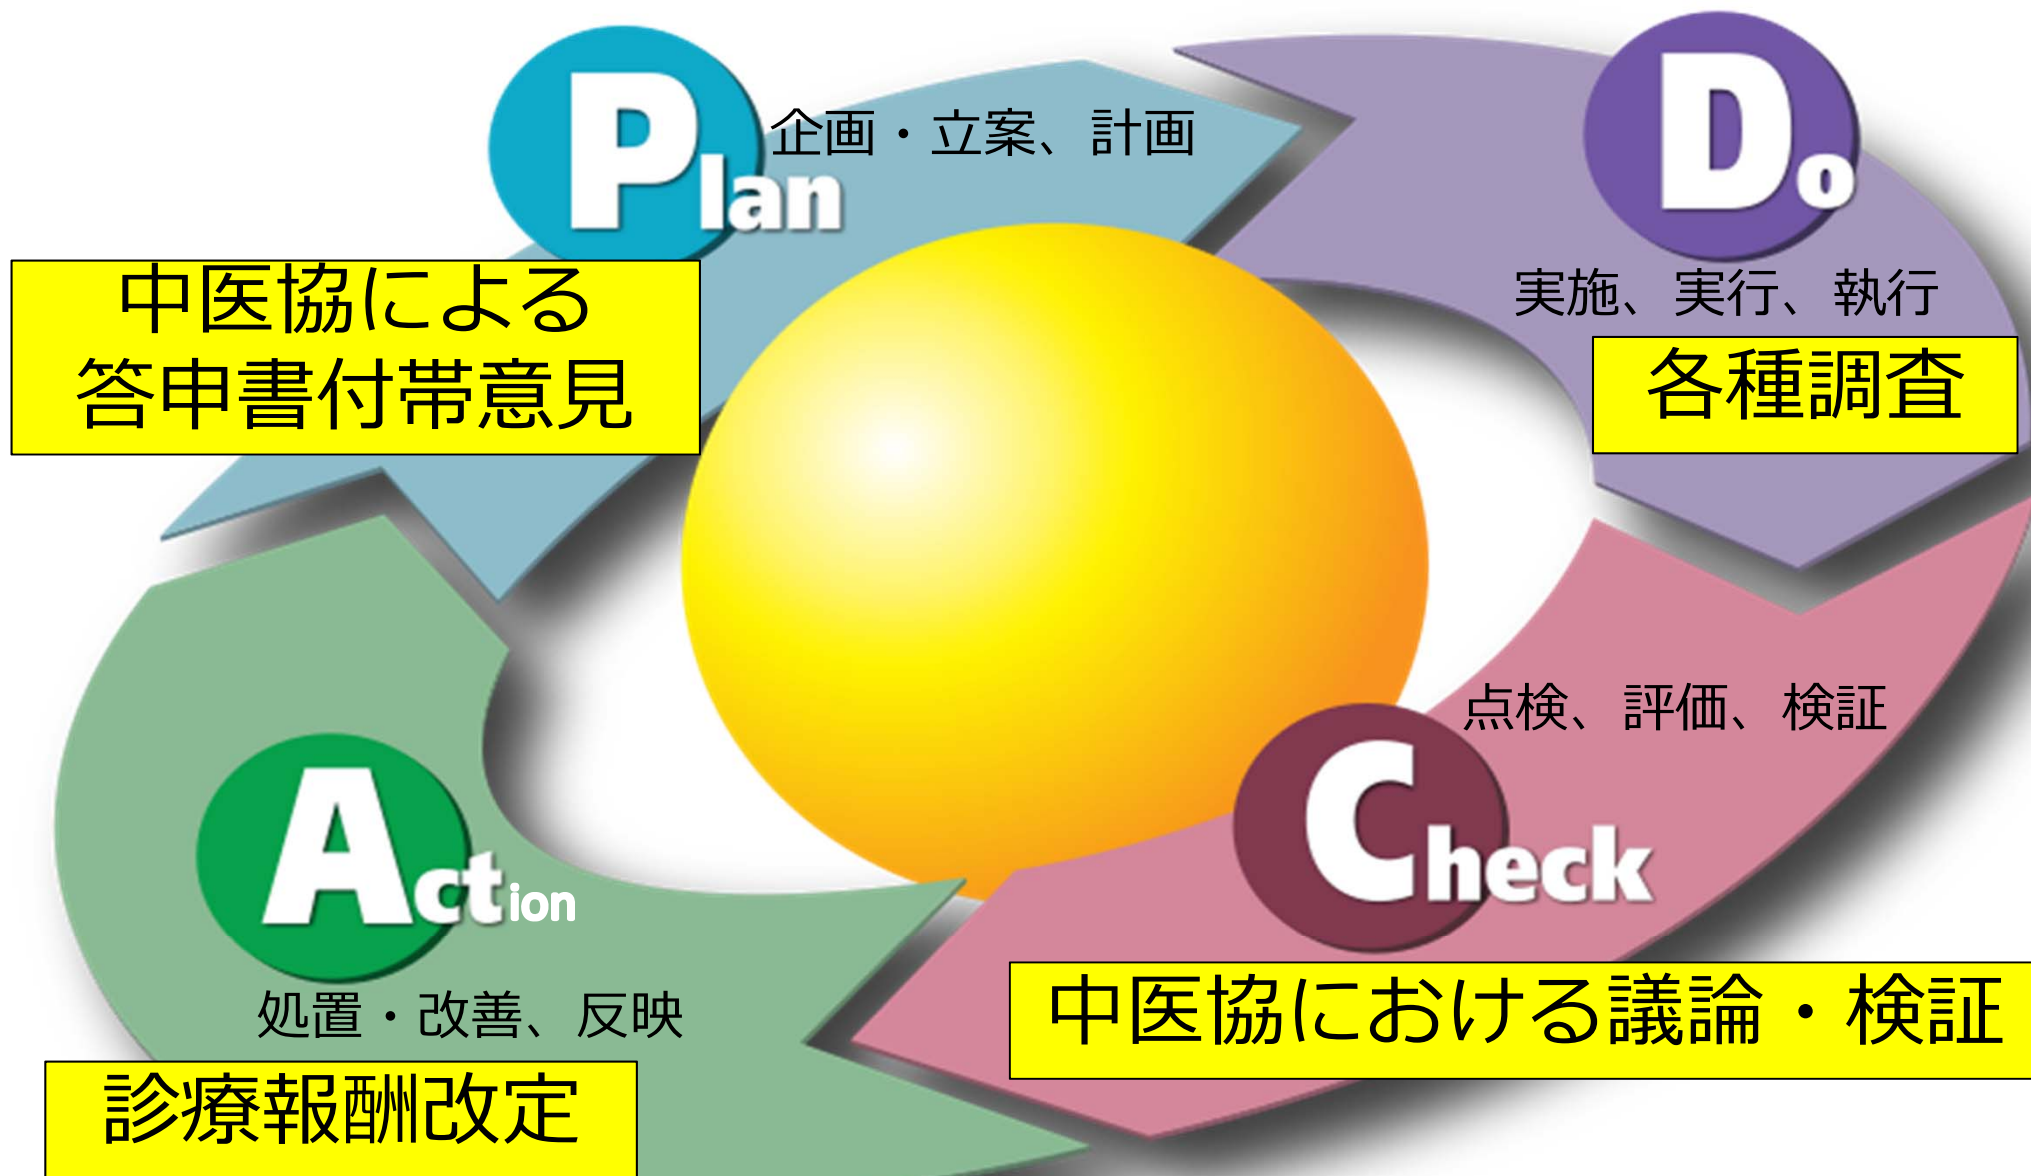 Plan
企画・立案、計画
中医協による
答申書付帯意見
Do
実施、実行、執行
各種調査
点検、評価、検証
Check
中医協における議論・検証
Action
処置・改善、反映
診療報酬改定